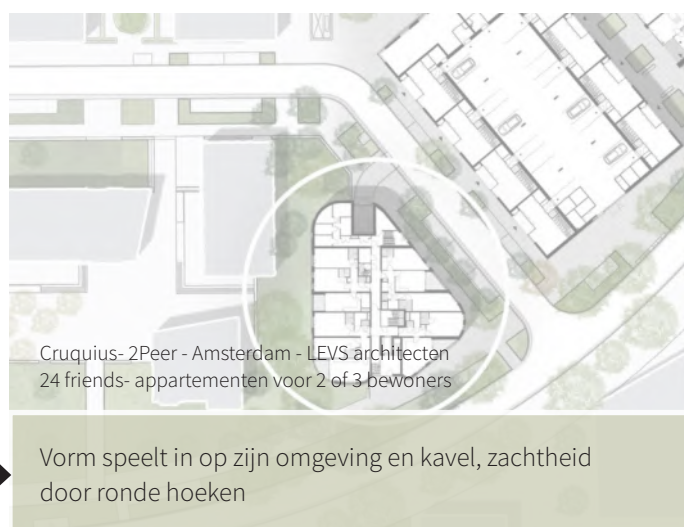 Cruquius- 2Peer - Amsterdam - LEVS architecten
24 friends- appartementen voor 2 of 3 bewoners
Vorm speelt in op zijn omgeving en kavel, zachtheid
door ronde hoeken